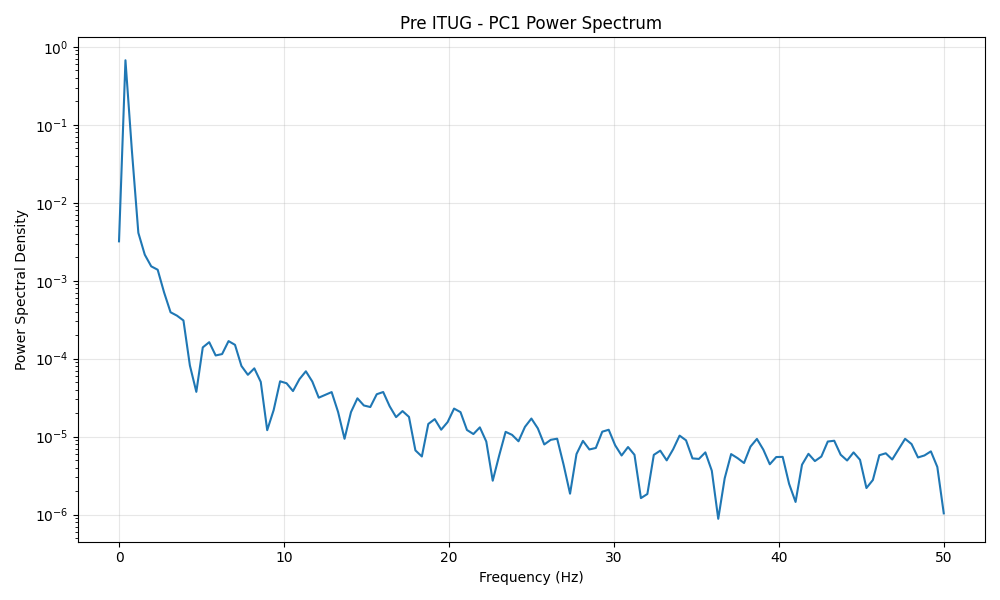 Pre ITUG - PC1 Power Spectrum
Power Spectral Density
10⁰
10⁻¹
10⁻²
10⁻³
10⁻⁴
10⁻⁵
10⁻⁶
0 10 20 30 40 50
Frequency (Hz)